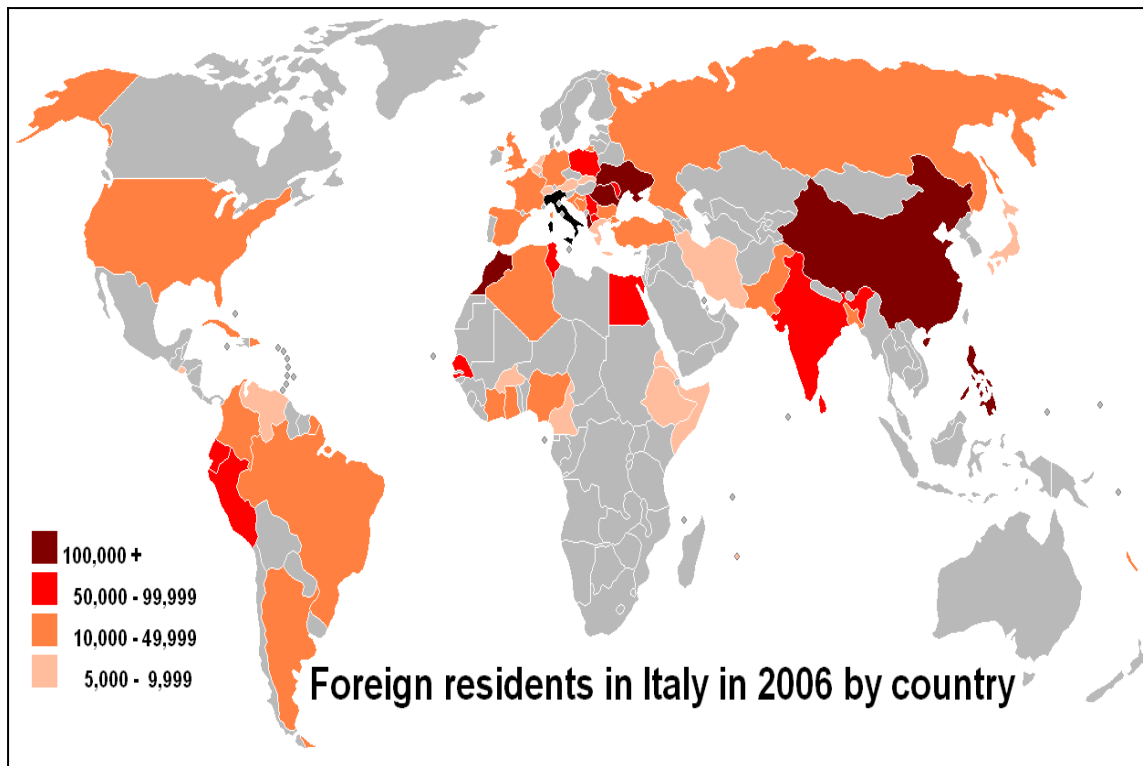 100,000 +
50,000 - 99,999
10,000 - 49,999
5,000 - 9,999
Foreign residents in Italy in 2006 by country